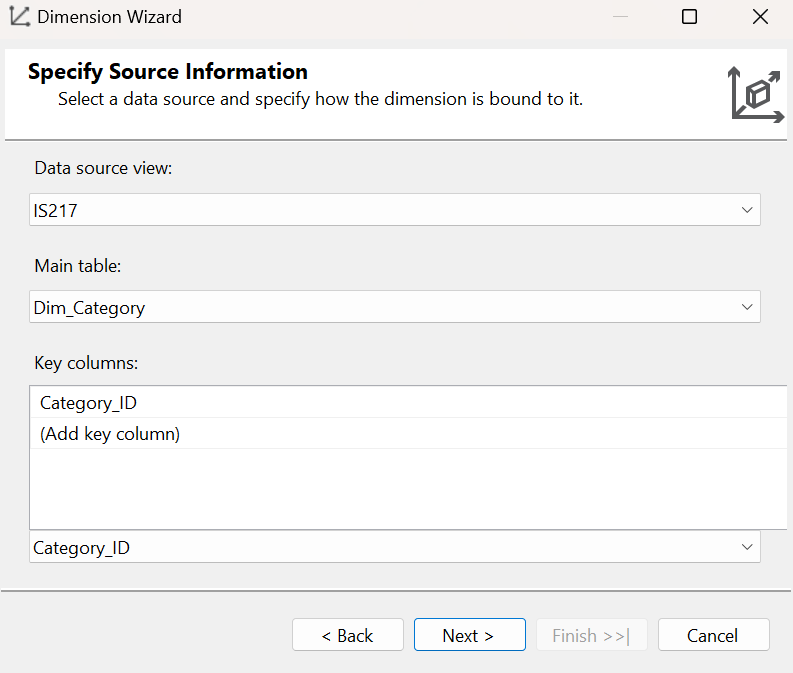 Dimension Wizard
Specify Source Information
Select a data source and specify how the dimension is bound to it.
Data source view:
IS217
Main table:
Dim_Category
Key columns:
Category_ID
(Add key column)
Category_ID
< Back
Next >
Finish >>|
Cancel